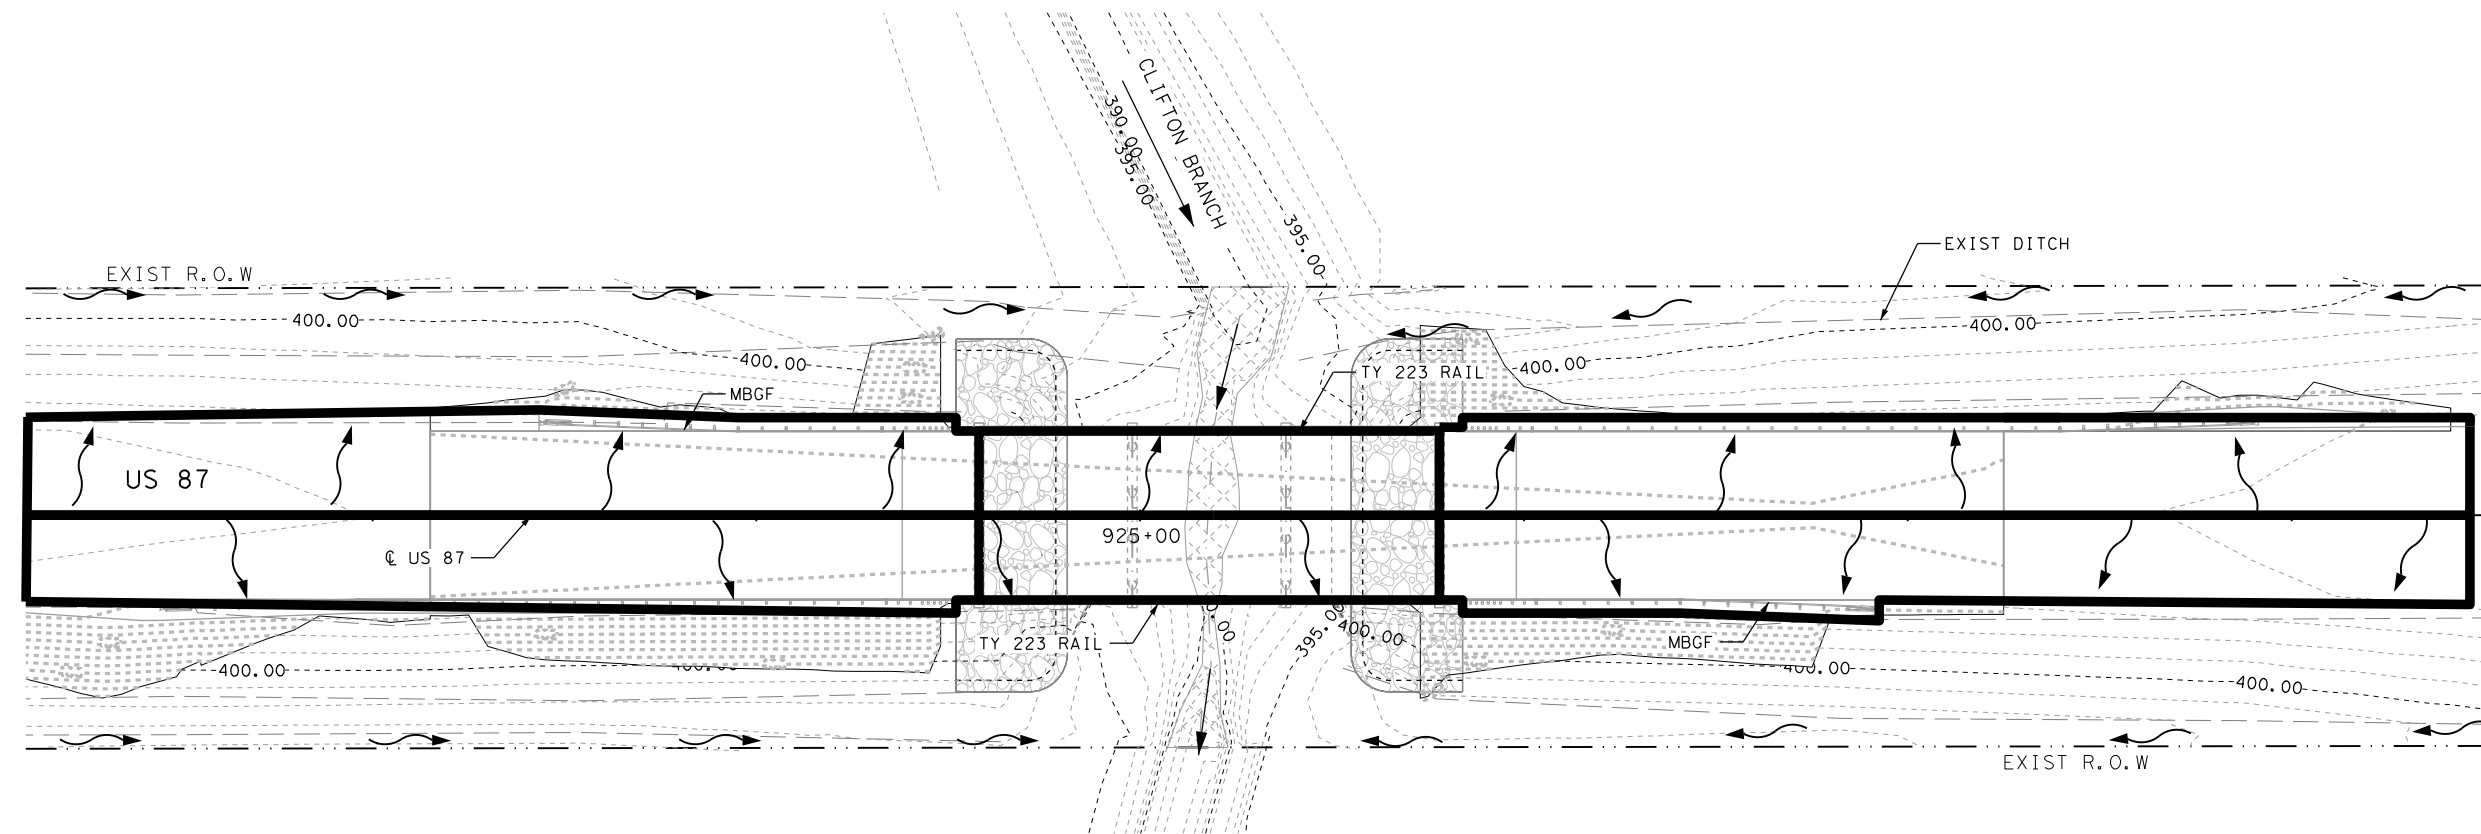 CLIFTON BRANCH
390.00
395.00
395.00
EXIST DITCH
EXIST R.O.W
400.00
400.00
400.00
400.00
TY 223 RAIL
MBGF
US 87
925+00
℄ US 87
395.00
400.00
TY 223 RAIL
MBGF
400.00
400.00
400.00
EXIST R.O.W